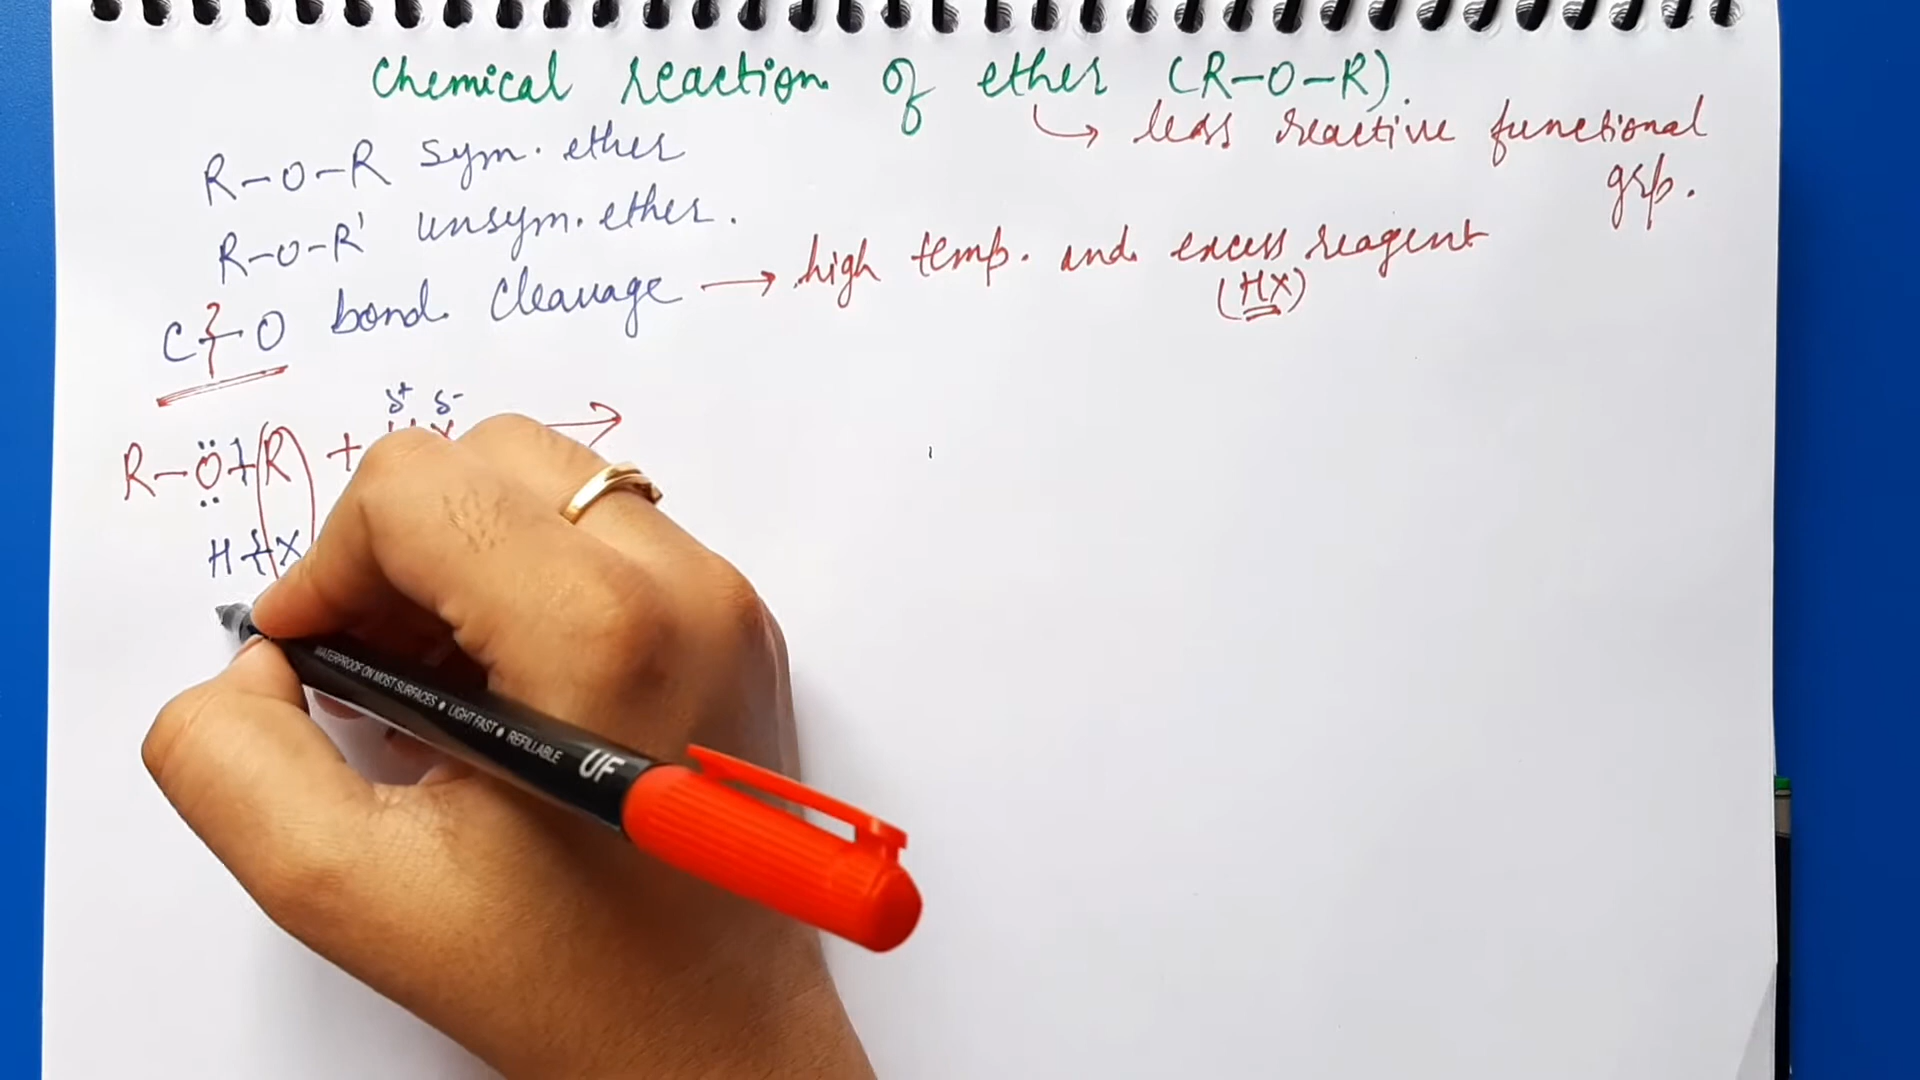 Chemical reaction of ether (R-O-R).
→ less reactive functional
grp.
R-O-R sym. ether
R-O-R' unsym. ether.
C-O bond cleavage → high temp. and excess reagent
(HX)
δ+ δ-
R-O-R +
H-X
WATERPROOF ON MOST SURFACES • LIGHT FAST • REFILLABLE UF